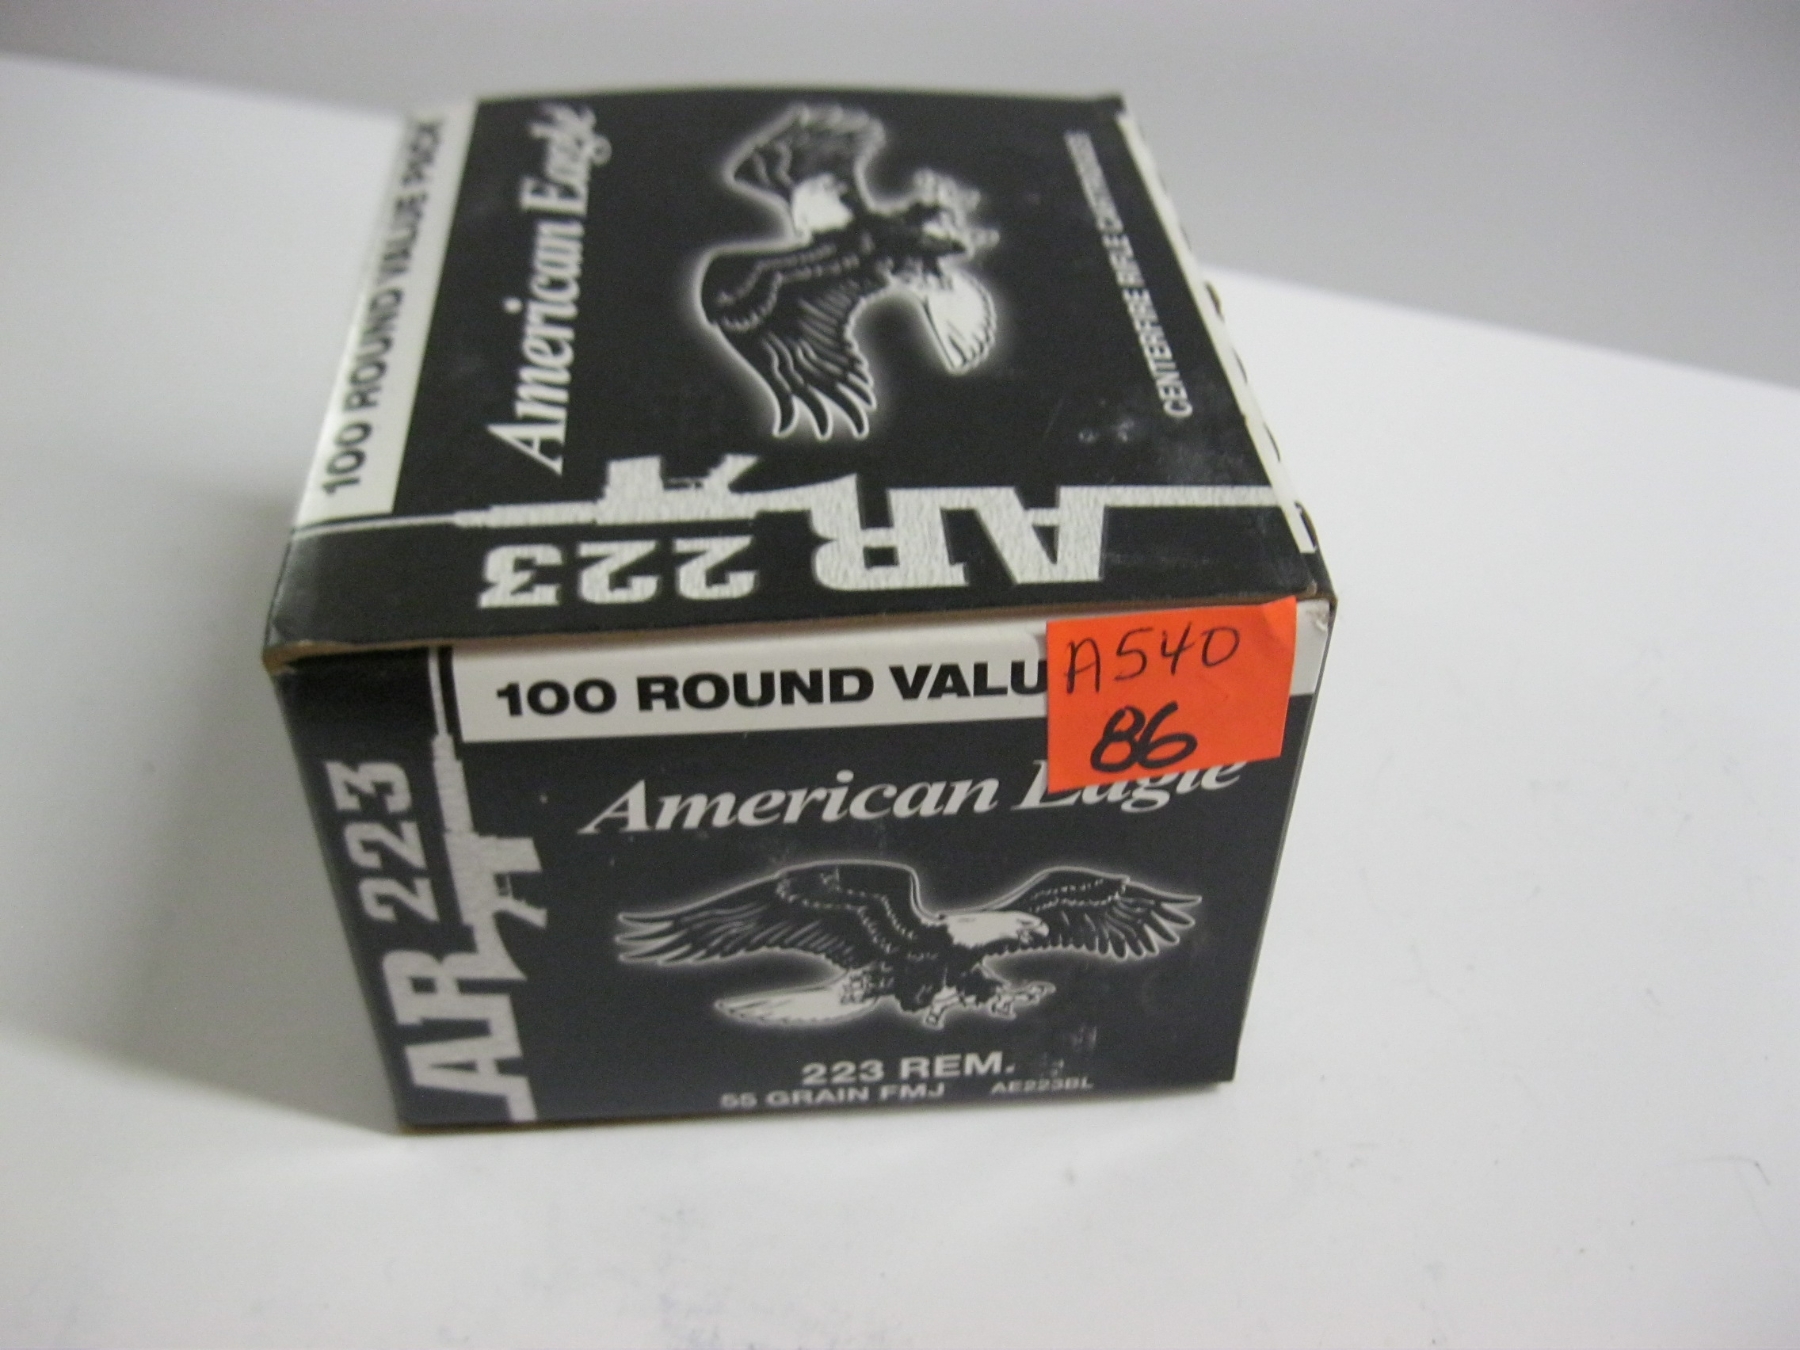 100 ROUND VALUE PACK
American Eagle
CENTERFIRE RIFLE CARTRIDGES
AR 223
100 ROUND VALU
A540
86
American Eagle
AR 223
223 REM.
55 GRAIN FMJ AE223BL